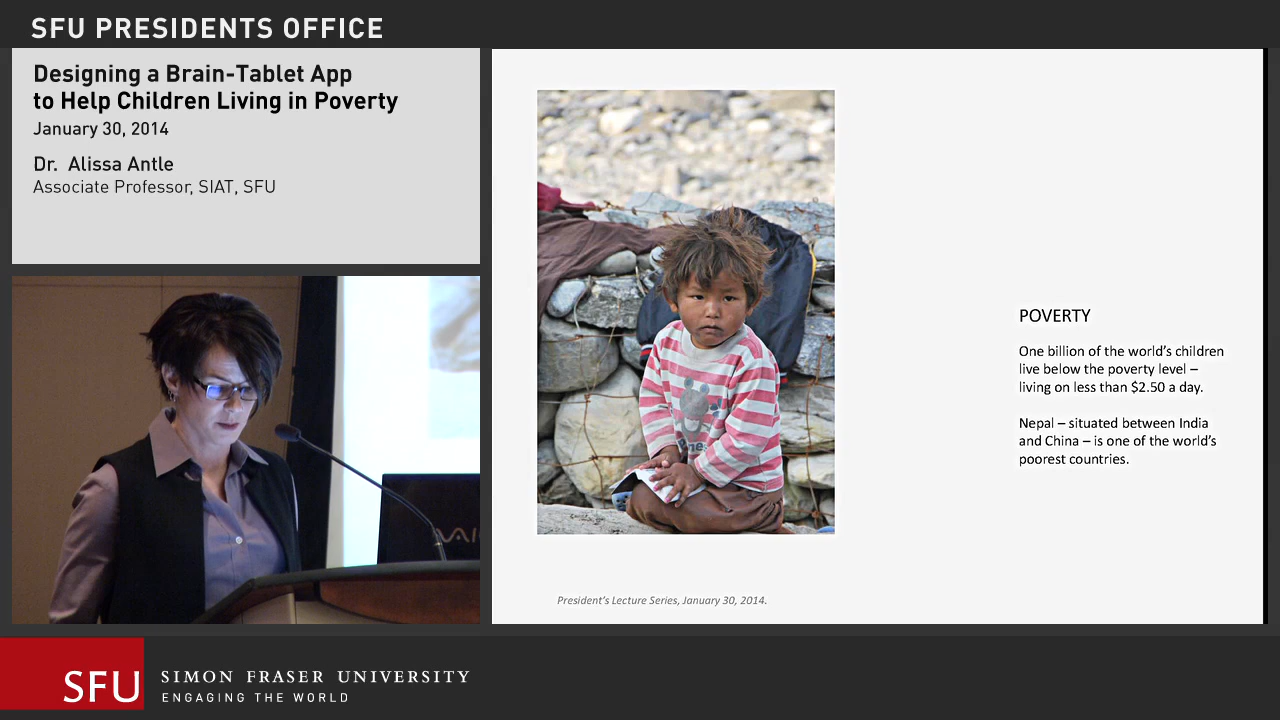 SFU PRESIDENTS OFFICE
Designing a Brain-Tablet App
to Help Children Living in Poverty
January 30, 2014
Dr. Alissa Antle
Associate Professor, SIAT, SFU
POVERTY
One billion of the world's children
live below the poverty level –
living on less than $2.50 a day.
Nepal – situated between India
and China – is one of the world's
poorest countries.
President's Lecture Series, January 30, 2014.
SFU
SIMON FRASER UNIVERSITY
ENGAGING THE WORLD